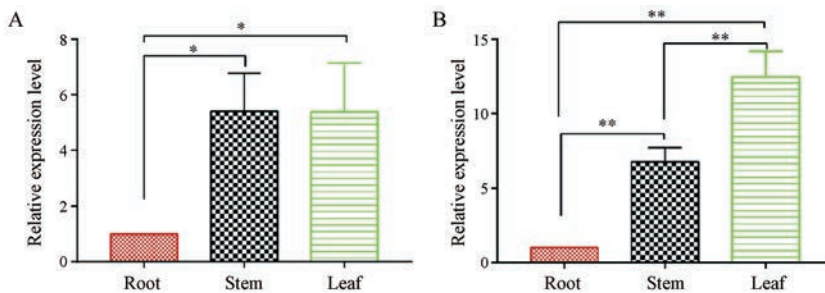 A
Relative expression level
8
6
4
2
0
*
*
Root
Stem
Leaf
B
Relative expression level
15
10
5
0
**
**
**
Root
Stem
Leaf